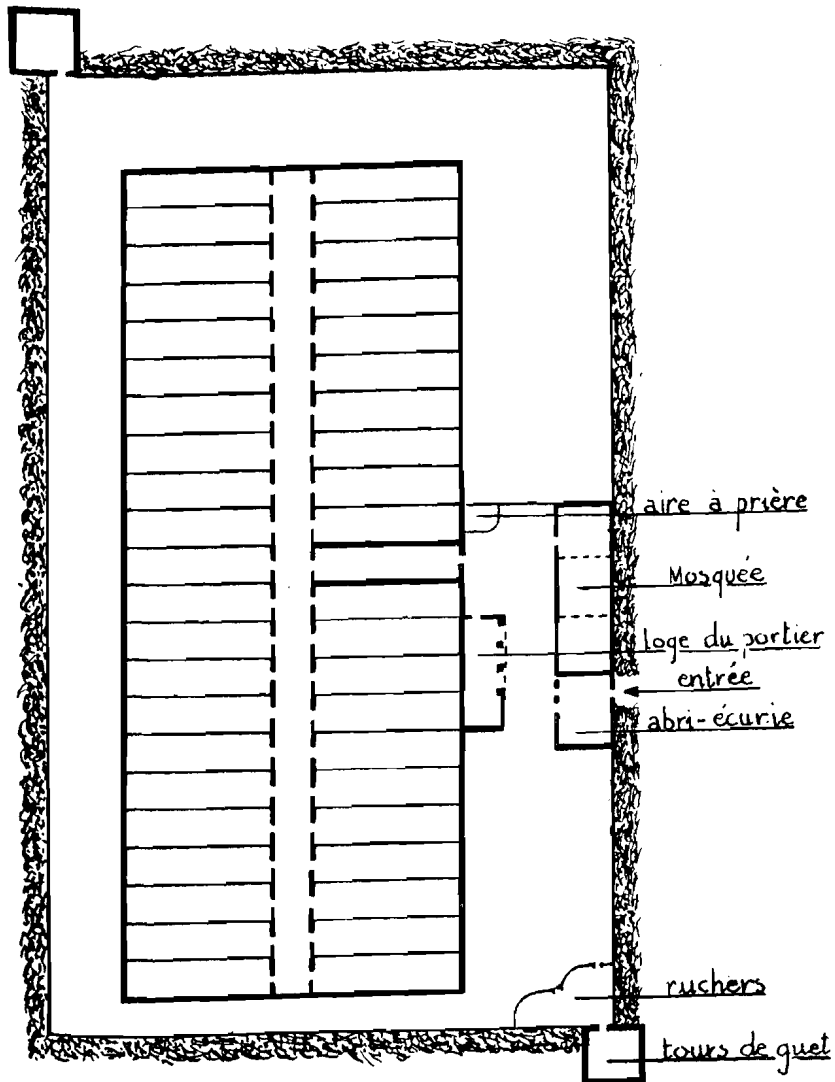 aire à prière
Mosquée
loge du portier
entrée
abri-écurie
ruchers
tours de guet